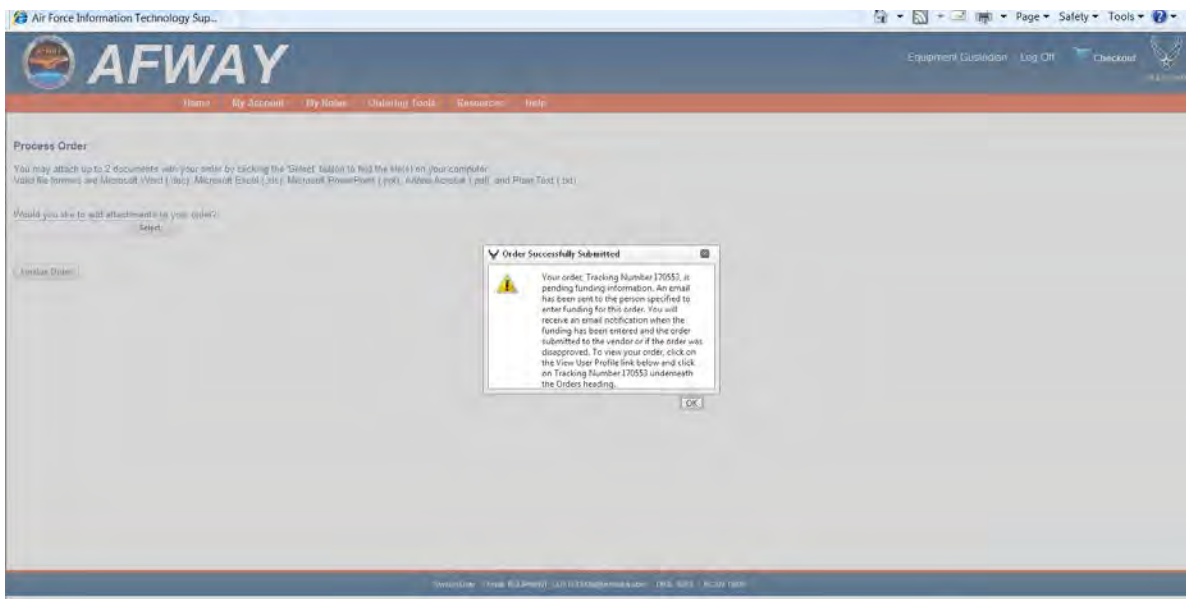 Air Force Information Technology Sup...
Page Safety Tools
AFWAY
Equipment Custodian Log Off Checkout
Home My Account My Roles Ordering Tools Resources Help
Process Order
You may attach up to 2 documents with your order by clicking the 'Select' button to find the file(s) on your computer.
Valid file formats are Microsoft Word (.doc), Microsoft Excel (.xls), Microsoft PowerPoint (.ppt), Adobe Acrobat (.pdf), and Plain Text (.txt)
Would you like to add attachments to your order?
Select
Order Successfully Submitted
Your order, Tracking Number 170553, is
pending funding information. An email
has been sent to the person specified to
enter funding for this order. You will
receive an email notification when the
funding has been entered and the order
submitted to the vendor or if the order was
disapproved. To view your order, click on
the View User Profile link below and click
on Tracking Number 170553 underneath
the Orders heading.
OK